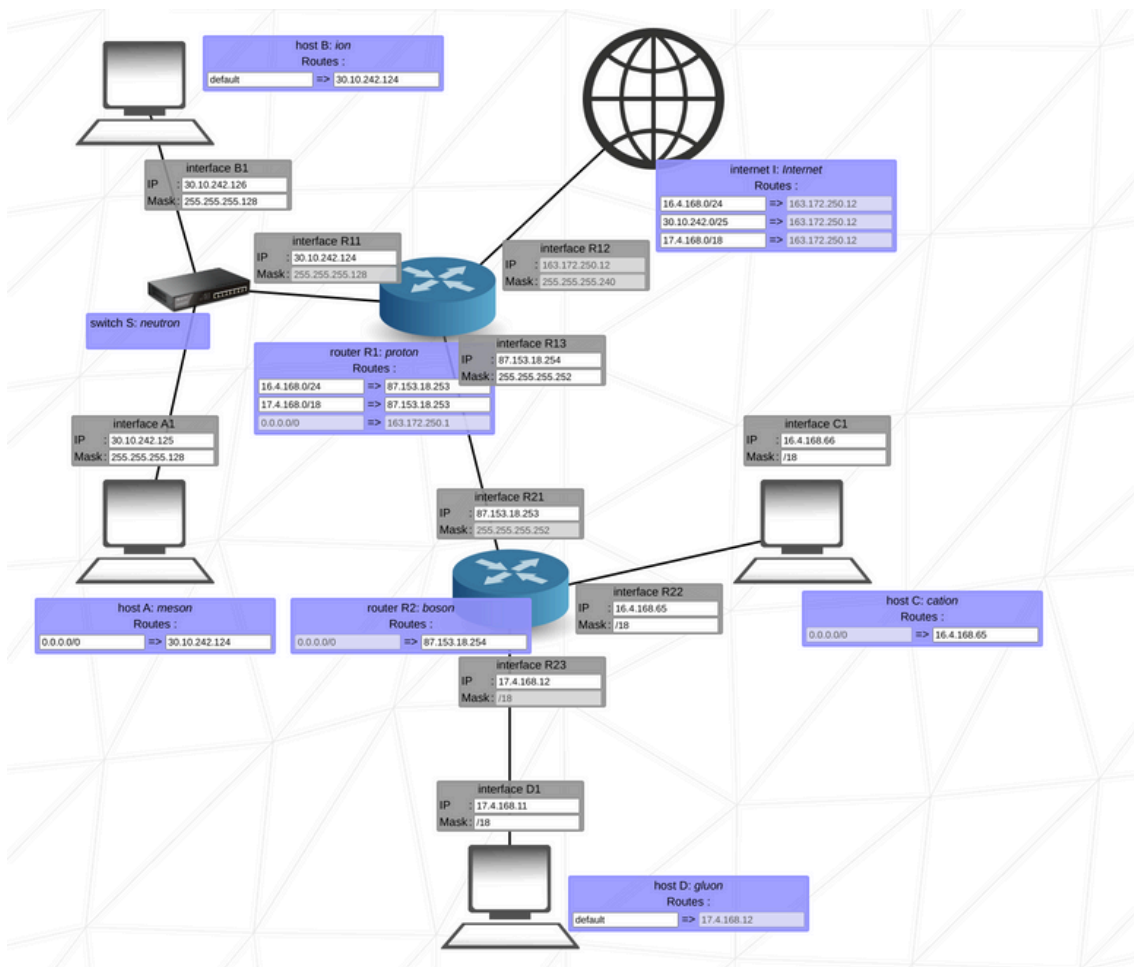 host B: ion
Routes :
default => 30.10.242.124
interface B1
IP : 30.10.242.126
Mask: 255.255.255.128
internet I: Internet
Routes :
16.4.168.0/24 => 163.172.250.12
30.10.242.0/25 => 163.172.250.12
17.4.168.0/18 => 163.172.250.12
interface R11
IP : 30.10.242.124
Mask: 255.255.255.128
interface R12
IP : 163.172.250.12
Mask: 255.255.255.240
switch S: neutron
router R1: proton
Routes :
16.4.168.0/24 => 87.153.18.253
17.4.168.0/18 => 87.153.18.253
0.0.0.0/0 => 163.172.250.1
interface R13
IP : 87.153.18.254
Mask: 255.255.255.252
interface A1
IP : 30.10.242.125
Mask: 255.255.255.128
interface C1
IP : 16.4.168.66
Mask: /18
interface R21
IP : 87.153.18.253
Mask: 255.255.255.252
interface R22
IP : 16.4.168.65
Mask: /18
host A: meson
Routes :
0.0.0.0/0 => 30.10.242.124
router R2: boson
Routes :
0.0.0.0/0 => 87.153.18.254
host C: cation
Routes :
0.0.0.0/0 => 16.4.168.65
interface R23
IP : 17.4.168.12
Mask: /18
interface D1
IP : 17.4.168.11
Mask: /18
host D: gluon
Routes :
default => 17.4.168.12